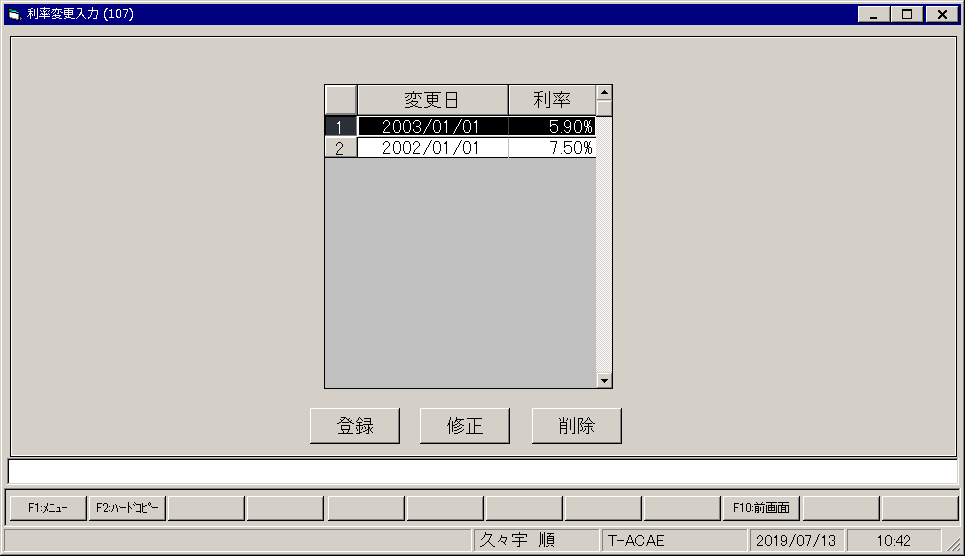 利率変更入力 (107)
変更日 利率
1 2003/01/01 5.90%
2 2002/01/01 7.50%
登録 修正 削除
F1:ﾒﾆｭｰ F2:ﾊｰﾄﾞｺﾋﾟｰ F10:前画面
久々宇 順 T-ACAE 2019/07/13 10:42